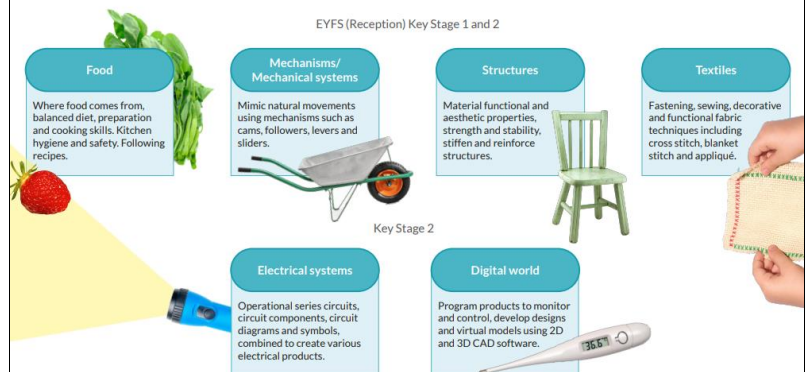 EYFS (Reception) Key Stage 1 and 2
Food
Where food comes from,
balanced diet, preparation
and cooking skills. Kitchen
hygiene and safety. Following
recipes.
Mechanisms/
Mechanical systems
Mimic natural movements
using mechanisms such as
cams, followers, levers and
sliders.
Structures
Material functional and
aesthetic properties,
strength and stability,
stiffen and reinforce
structures.
Textiles
Fastening, sewing, decorative
and functional fabric
techniques including
cross stitch, blanket
stitch and appliqué.
Key Stage 2
Electrical systems
Operational series circuits,
circuit components, circuit
diagrams and symbols,
combined to create various
electrical products.
Digital world
Program products to monitor
and control, develop designs
and virtual models using 2D
and 3D CAD software.
36.6